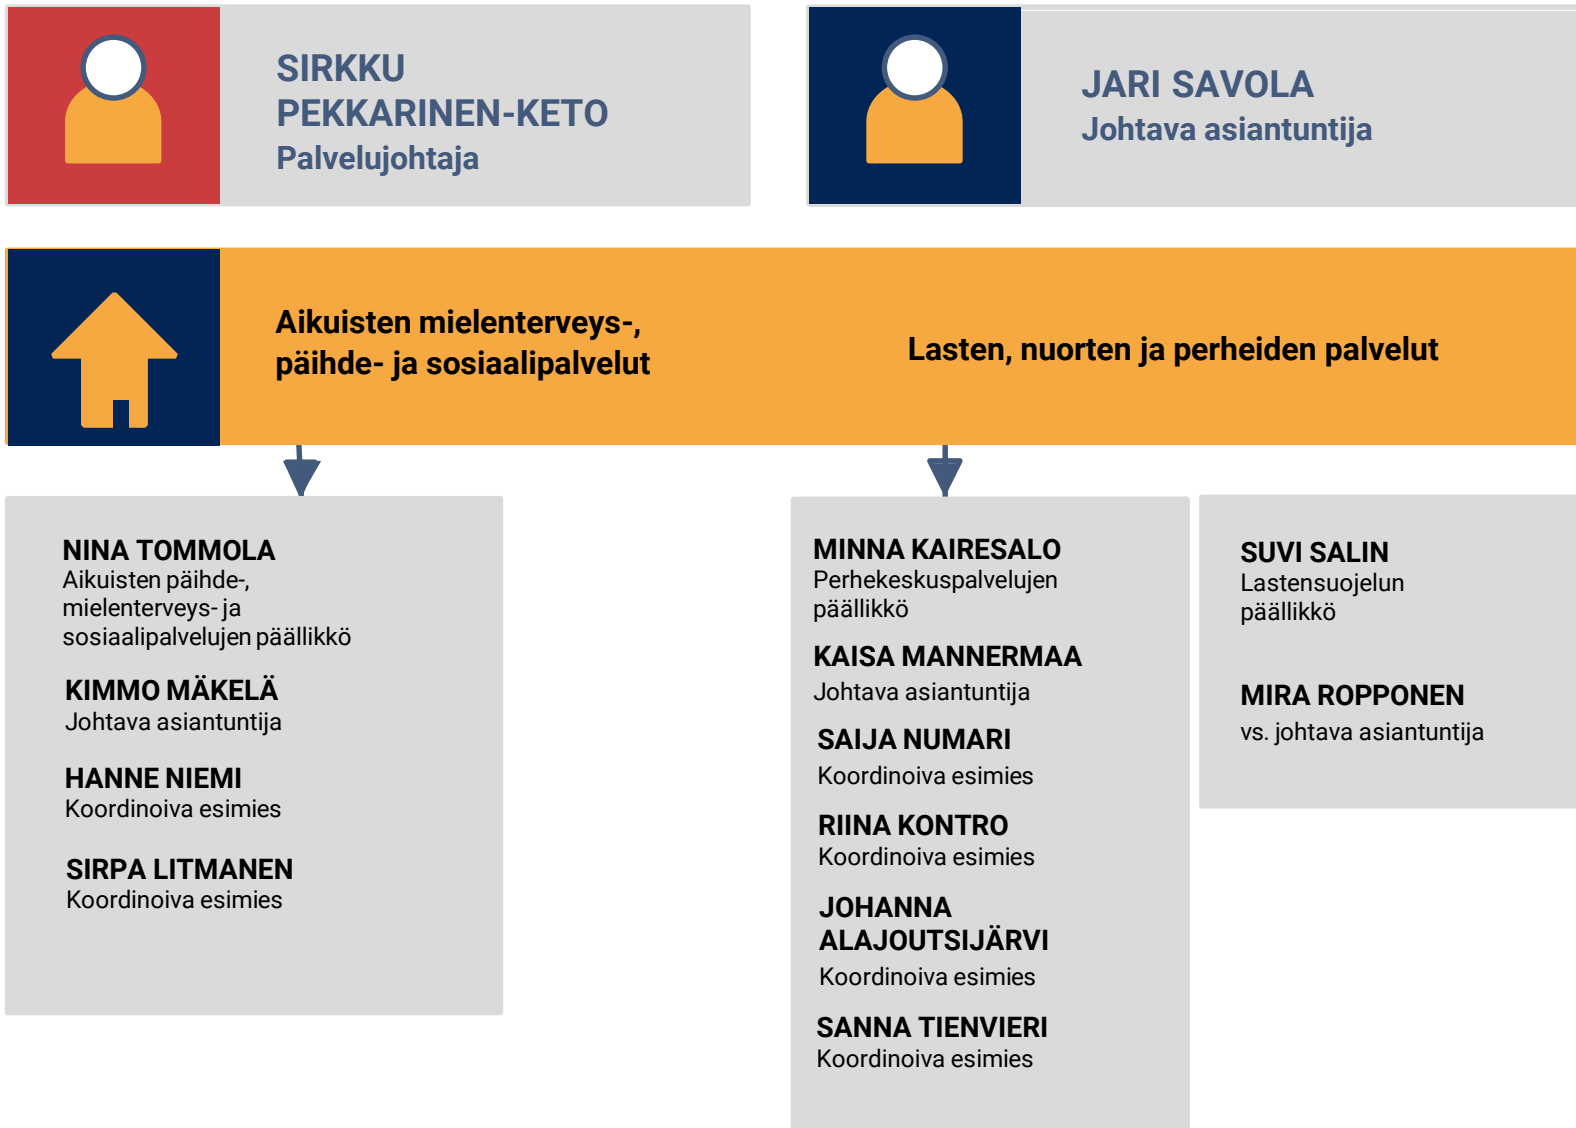 SIRKKU
PEKKARINEN-KETO
Palvelujohtaja
JARI SAVOLA
Johtava asiantuntija
Aikuisten mielenterveys-,
päihde- ja sosiaalipalvelut
Lasten, nuorten ja perheiden palvelut
NINA TOMMOLA
Aikuisten päihde-,
mielenterveys- ja
sosiaalipalvelujen päällikkö
KIMMO MÄKELÄ
Johtava asiantuntija
HANNE NIEMI
Koordinoiva esimies
SIRPA LITMANEN
Koordinoiva esimies
MINNA KAIRESALO
Perhekeskuspalvelujen
päällikkö
KAISA MANNERMAA
Johtava asiantuntija
SAIJA NUMARI
Koordinoiva esimies
RIINA KONTRO
Koordinoiva esimies
JOHANNA
ALAJOUTSIJÄRVI
Koordinoiva esimies
SANNA TIENVIERI
Koordinoiva esimies
SUVI SALIN
Lastensuojelun
päällikkö
MIRA ROPPONEN
vs. johtava asiantuntija